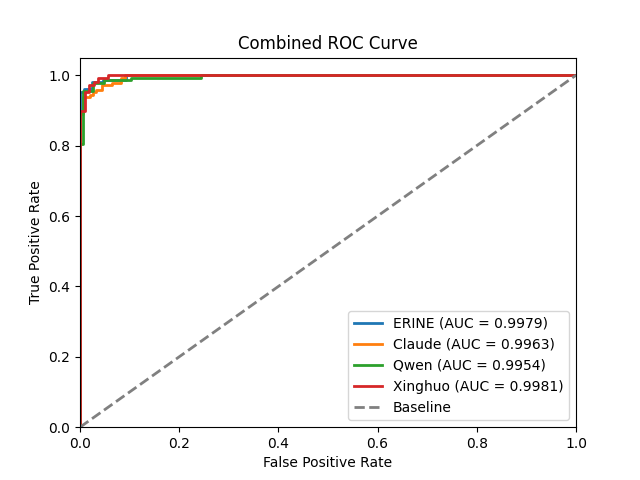 Combined ROC Curve
True Positive Rate
1.0
0.8
0.6
0.4
0.2
0.0
ERINE (AUC = 0.9979)
Claude (AUC = 0.9963)
Qwen (AUC = 0.9954)
Xinghuo (AUC = 0.9981)
Baseline
0.0 0.2 0.4 0.6 0.8 1.0
False Positive Rate